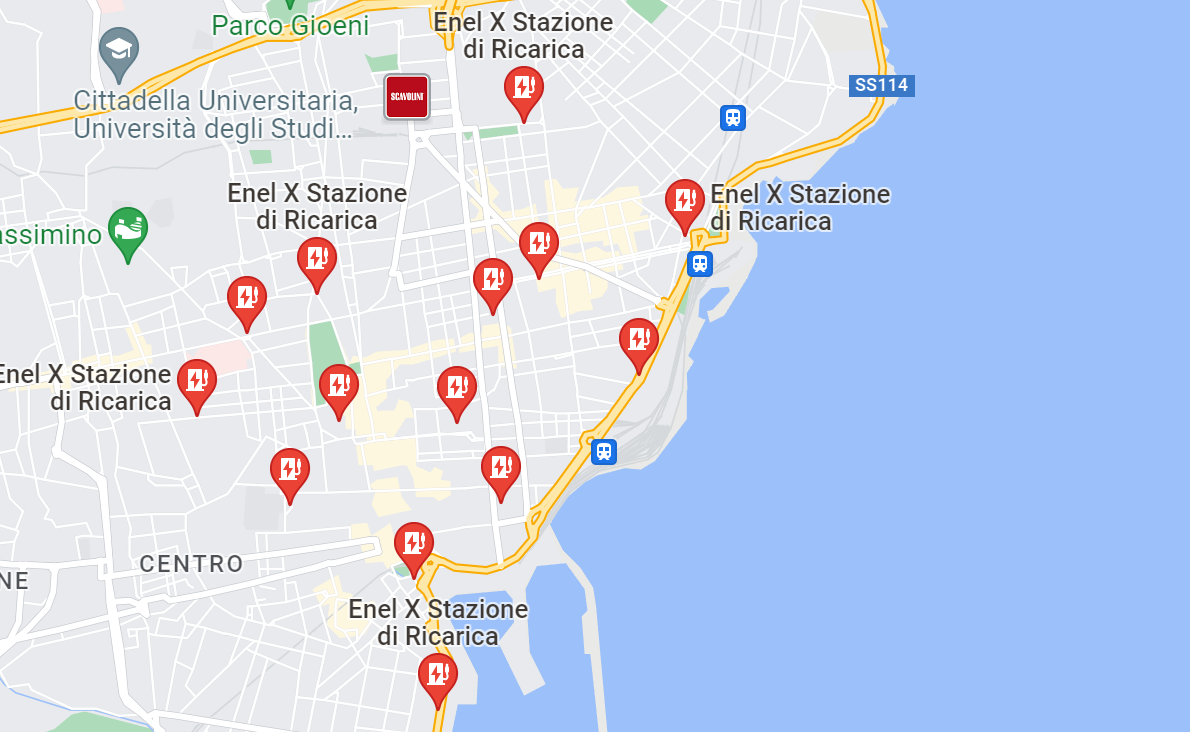 Parco Gioeni
Enel X Stazione
di Ricarica
Cittadella Universitaria,
Università degli Studi...
SCAVOLINI
SS114
Enel X Stazione
di Ricarica
Enel X Stazione
di Ricarica
assimino
Enel X Stazione
di Ricarica
CENTRO
NE
Enel X Stazione
di Ricarica